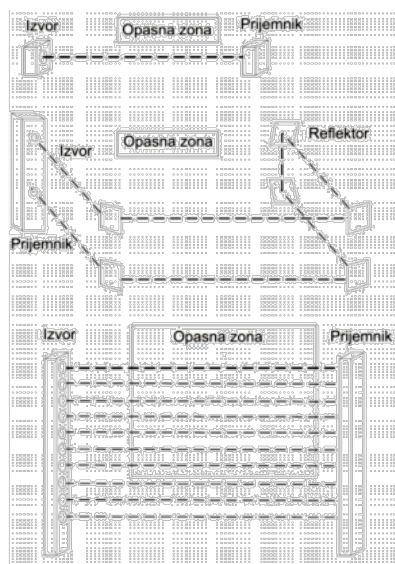 Izvor
Opasna zona
Prijemnik
Opasna zona
Reflektor
Izvor
Prijemnik
Izvor
Opasna zona
Prijemnik